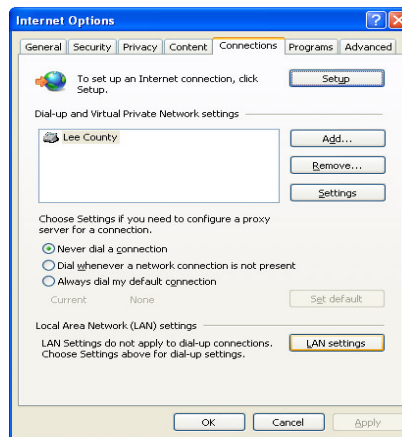 Internet Options
General Security Privacy Content Connections Programs Advanced
To set up an Internet connection, click Setup.
Setup
Dial-up and Virtual Private Network settings
Lee County
Add...
Remove...
Settings
Choose Settings if you need to configure a proxy
server for a connection.
Never dial a connection
Dial whenever a network connection is not present
Always dial my default connection
Current None
Set default
Local Area Network (LAN) settings
LAN Settings do not apply to dial-up connections.
Choose Settings above for dial-up settings.
LAN settings
OK Cancel Apply